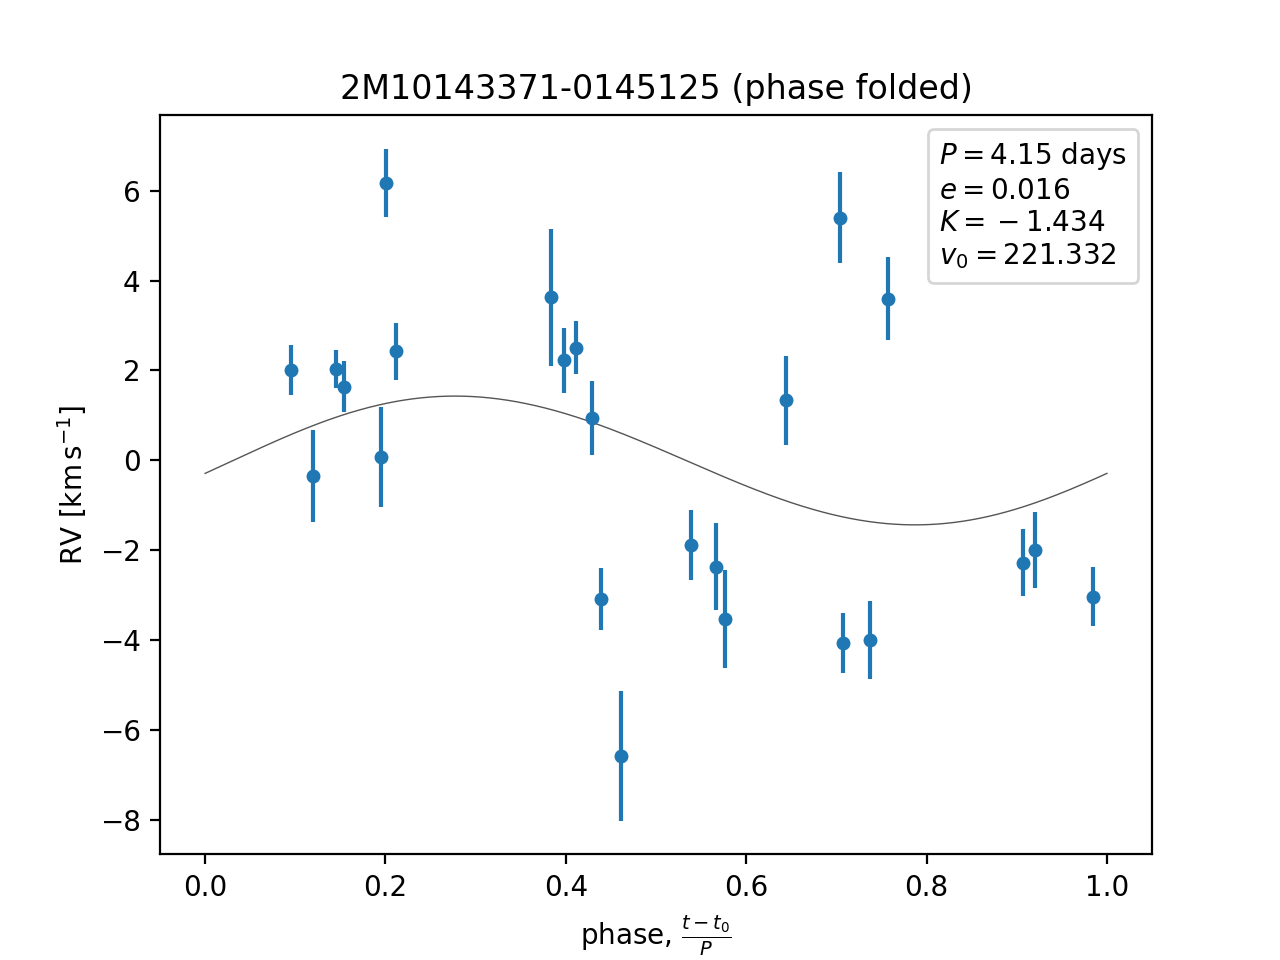 2M10143371-0145125 (phase folded)
P = 4.15 days
e = 0.016
K = −1.434
v₀ = 221.332
6
4
2
0
−2
−4
−6
−8
RV [km s⁻¹]
0.0 0.2 0.4 0.6 0.8 1.0
phase, (t − t₀)/P